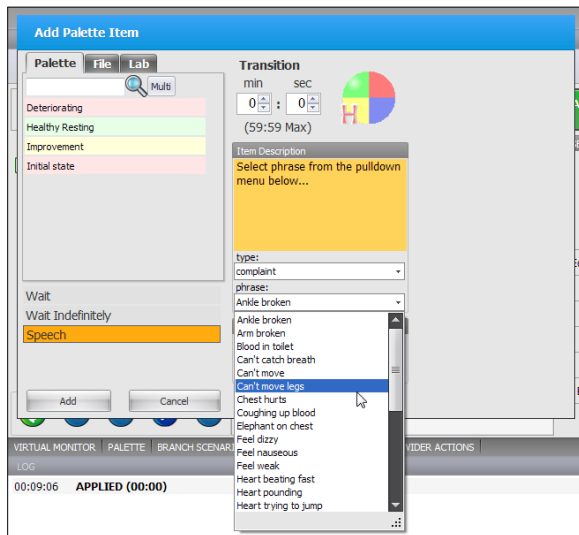 Add Palette Item
Palette File Lab
Multi
Deteriorating
Healthy Resting
Improvement
Initial state
Wait
Wait Indefinitely
Speech
Add Cancel
Transition
min sec
0 : 0
(59:59 Max)
H
Item Description
Select phrase from the pulldown
menu below...
type:
complaint
phrase:
Ankle broken
Ankle broken
Arm broken
Blood in toilet
Can't catch breath
Can't move
Can't move legs
Chest hurts
Coughing up blood
Elephant on chest
Feel dizzy
Feel nauseous
Feel weak
Heart beating fast
Heart pounding
Heart trying to jump
VIRTUAL MONITOR PALETTE BRANCH SCENAR VIDER ACTIONS
LOG
00:09:06 APPLIED (00:00)